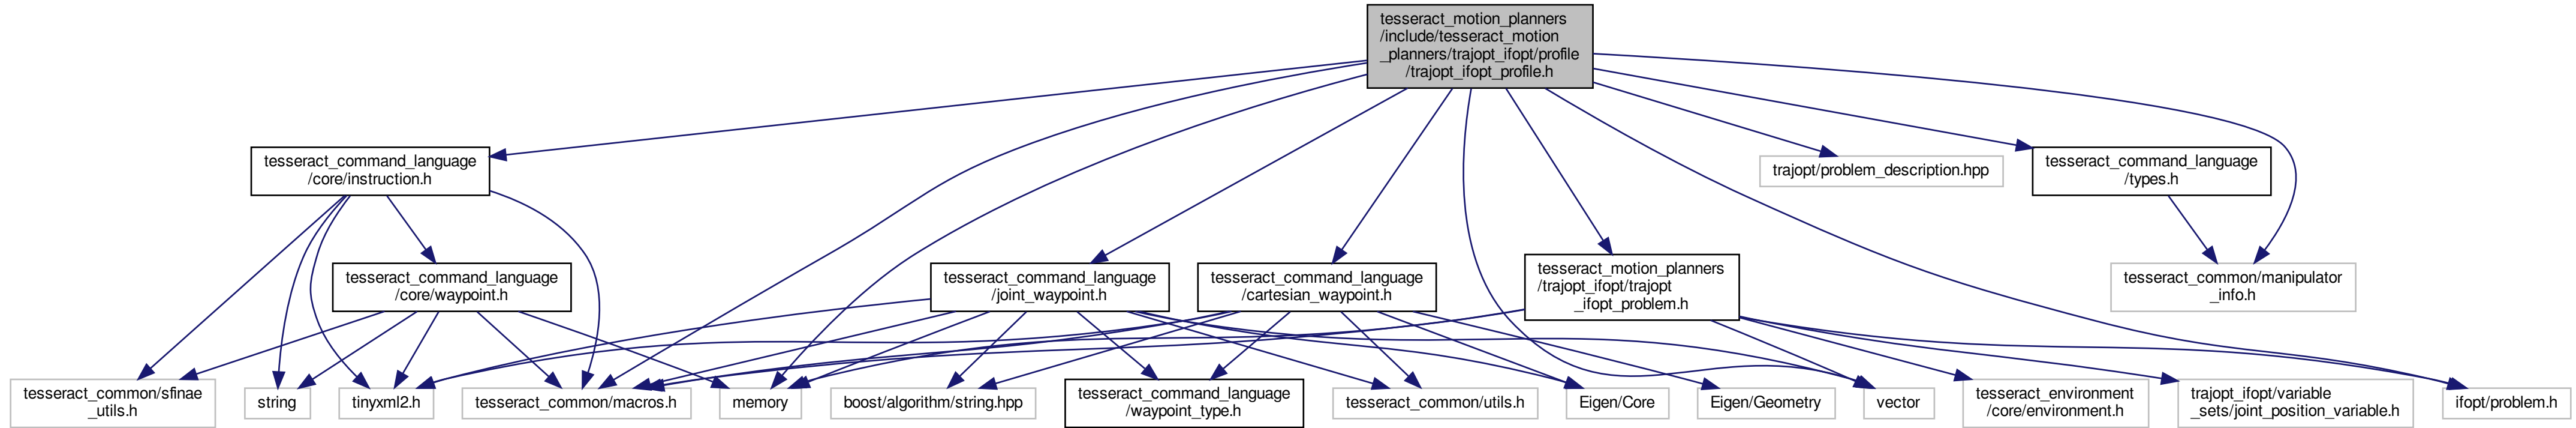 tesseract_motion_planners
/include/tesseract_motion
_planners/trajopt_ifopt/profile
/trajopt_ifopt_profile.h
tesseract_command_language
/core/instruction.h
trajopt/problem_description.hpp
tesseract_command_language
/types.h
tesseract_command_language
/core/waypoint.h
tesseract_command_language
/joint_waypoint.h
tesseract_command_language
/cartesian_waypoint.h
tesseract_motion_planners
/trajopt_ifopt/trajopt
_ifopt_problem.h
tesseract_common/manipulator
_info.h
tesseract_common/sfinae
_utils.h
string
tinyxml2.h
tesseract_common/macros.h
memory
boost/algorithm/string.hpp
tesseract_command_language
/waypoint_type.h
tesseract_common/utils.h
Eigen/Core
Eigen/Geometry
vector
tesseract_environment
/core/environment.h
trajopt_ifopt/variable
_sets/joint_position_variable.h
ifopt/problem.h